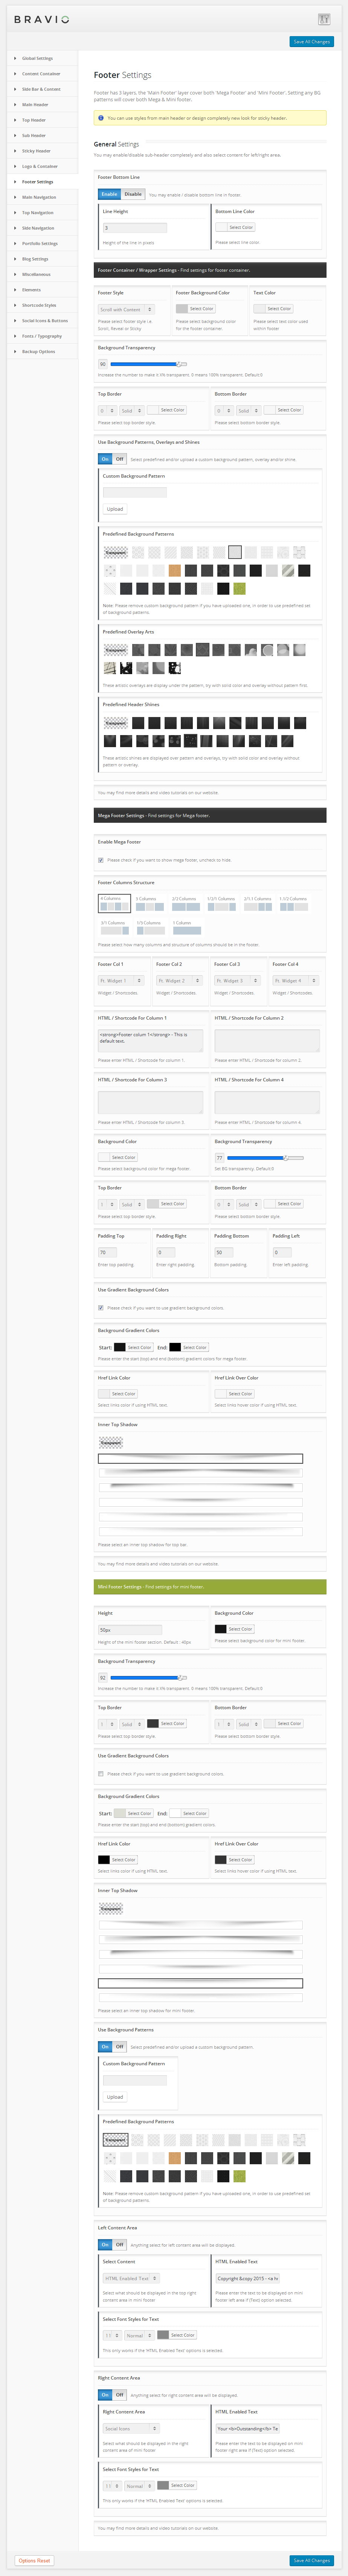 BRAVIO
Save All Changes
Global Settings
Content Container
Side Bar & Content
Main Header
Top Header
Sub Header
Sticky Header
Logo & Container
Footer Settings
Main Navigation
Top Navigation
Side Navigation
Portfolio Settings
Blog Settings
Miscellaneous
Elements
Shortcode Styles
Social Icons & Buttons
Fonts / Typography
Backup Options
Footer Settings
Footer has 3 layers, the 'Main Footer' layer cover both 'Mega Footer' and 'Mini Footer'. Setting any BG
patterns will cover both Mega & Mini footer.
You can use styles from main header or design completely new look for sticky header.
General Settings
You may enable/disable sub-header completely and also select content for left/right area.
Footer Bottom Line
Enable Disable You may enable / disable bottom line in footer.
Line Height Bottom Line Color
3 Select Color
Height of the line in pixels Please select line color.
Footer Container / Wrapper Settings - Find settings for footer container.
Footer Style Footer Background Color Text Color
Scroll with Content Select Color Select Color
Please select footer style i.e Please select background color Please select text color used
Scroll, Reveal or Sticky for the footer container. within footer
Background Transparency
90
Increase the number to make it it% transparent, 0 means 100% transparent. Default:0
Top Border Bottom Border
0 Solid Select Color 0 Solid Select Color
Please select top border style. Please select bottom border style.
Use Background Patterns, Overlays and Shines
On Off Select predefined and/or upload a custom background pattern, overlay and/or shine.
Custom Background Pattern
Upload
Predefined Background Patterns
Transparent
Note: Please remove custom background pattern if you have uploaded one, in order to use predefined set
of background patterns.
Predefined Overlay Arts
Transparent
These artistic overlays are display under the pattern, try with solid color and overlay without pattern first.
Predefined Header Shines
Transparent
These artistic shines are displayed over pattern and overlays, try with solid color and overlay without
pattern or overlay.
You may find more details and video tutorials on our website.
Mega Footer Settings - Find settings for Mega footer.
Enable Mega Footer
Please check if you want to show mega footer, uncheck to hide.
Footer Columns Structure
4 Columns 3 Columns 2/2 Columns 1/2/1 Columns 2/1.1 Columns 1.1/2 Columns
3/1 Columns 1/3 Columns 1 Column
Please select how many columns and structure of columns should be in the footer.
Footer Col 1 Footer Col 2 Footer Col 3 Footer Col 4
Ft. Widget 1 Ft. Widget 2 Ft. Widget 3 Ft. Widget 4
Widget / Shortcodes. Widget / Shortcodes. Widget / Shortcodes. Widget / Shortcodes.
HTML / Shortcode For Column 1 HTML / Shortcode For Column 2
<strong>Footer colum 1</strong> - This is
default text.
Please enter HTML / Shortcode for column 1. Please enter HTML / Shortcode for column 2.
HTML / Shortcode For Column 3 HTML / Shortcode For Column 4
Please enter HTML / Shortcode for column 3. Please enter HTML / Shortcode for column 4
Background Color Background Transparency
Select Color 77
Please select background color for mega footer. Set BG transparency. Default:0
Top Border Bottom Border
1 Solid Select Color 0 Solid Select Color
Please select top border style. Please select bottom border style.
Padding Top Padding Right Padding Bottom Padding Left
70 0 50 0
Enter top padding. Enter right padding. Bottom padding. Enter left padding.
Use Gradient Background Colors
Please check if you want to use gradient background colors.
Background Gradient Colors
Start: Select Color End: Select Color
Please enter the start (top) and end (bottom) gradient colors for mega footer.
Href Link Color Href Link Over Color
Select Color Select Color
Select links color if using HTML text. Select links hover color if using HTML text.
Inner Top Shadow
Transparent
Please select an inner top shadow for top bar.
You may find more details and video tutorials on our website.
Mini Footer Settings - Find settings for mini footer.
Height Background Color
50px Select Color
Height of the mini footer section. Default : 40px Please select background color for mini footer.
Background Transparency
92
Increase the number to make it it% transparent, 0 means 100% transparent. Default:0
Top Border Bottom Border
1 Solid Select Color 1 Solid Select Color
Please select top border style. Please select bottom border style.
Use Gradient Background Colors
Please check if you want to use gradient background colors.
Background Gradient Colors
Start: Select Color End: Select Color
Please enter the start (top) and end (bottom) gradient colors.
Href Link Color Href Link Over Color
Select Color Select Color
Select links color if using HTML text. Select links hover color if using HTML text.
Inner Top Shadow
Transparent
Please select an inner top shadow for mini footer.
Use Background Patterns
On Off Select predefined and/or upload a custom background pattern.
Custom Background Pattern
Upload
Predefined Background Patterns
Transparent
Note: Please remove custom background pattern if you have uploaded one, in order to use predefined set
of background patterns.
Left Content Area
On Off Anything select for left content area will be displayed.
Select Content HTML Enabled Text
HTML Enabled Text Copyright &copy 2015 - <a hr
Select what should be displayed in the top right Please enter the text to be displayed on mini
content area in mini footer footer left area if (Text) option selected.
Select Font Styles for Text
11 Normal Select Color
This only works if the 'HTML Enabled Text' options is selected.
Right Content Area
On Off Anything select for right content area will be displayed.
Right Content Area HTML Enabled Text
Social Icons Your <b>Outstanding</b> Te
Select what should be displayed in the right Please enter the text to be displayed on mini
content area of mini footer footer right area if (Text) option selected.
Select Font Styles for Text
11 Normal Select Color
This only works if the 'HTML Enabled Text' options is selected.
You may find more details and video tutorials on our website.
Options Reset Save All Changes